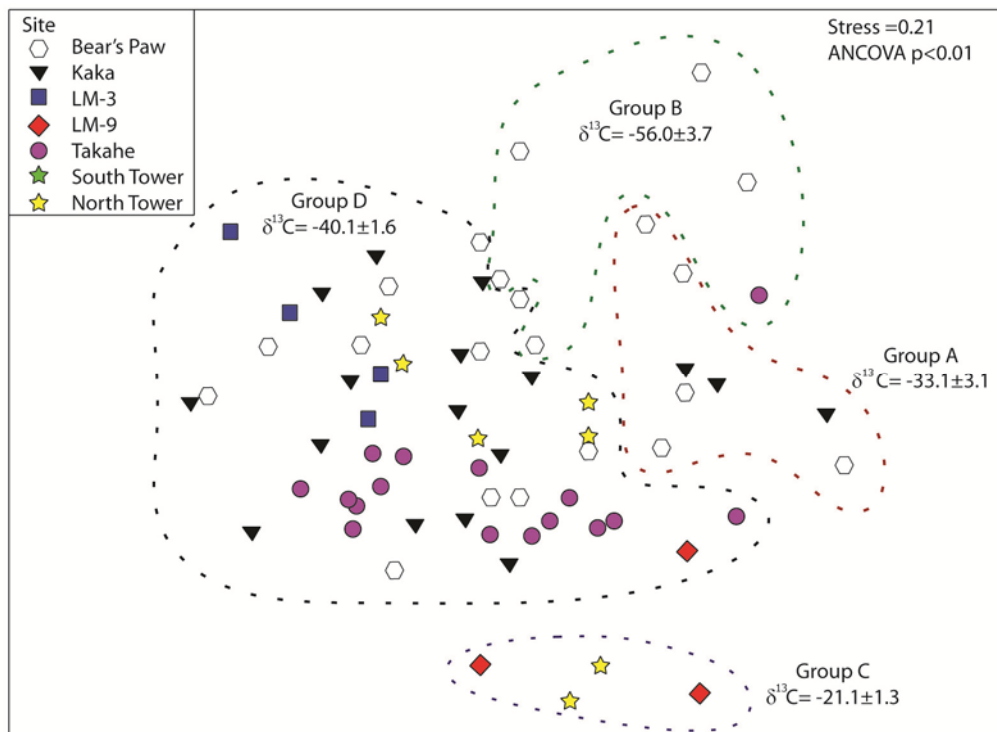 Site
Bear's Paw
Kaka
LM-3
LM-9
Takahe
South Tower
North Tower
Stress =0.21
ANCOVA p<0.01
Group B
δ¹³C= -56.0±3.7
Group D
δ¹³C= -40.1±1.6
Group A
δ¹³C= -33.1±3.1
Group C
δ¹³C= -21.1±1.3